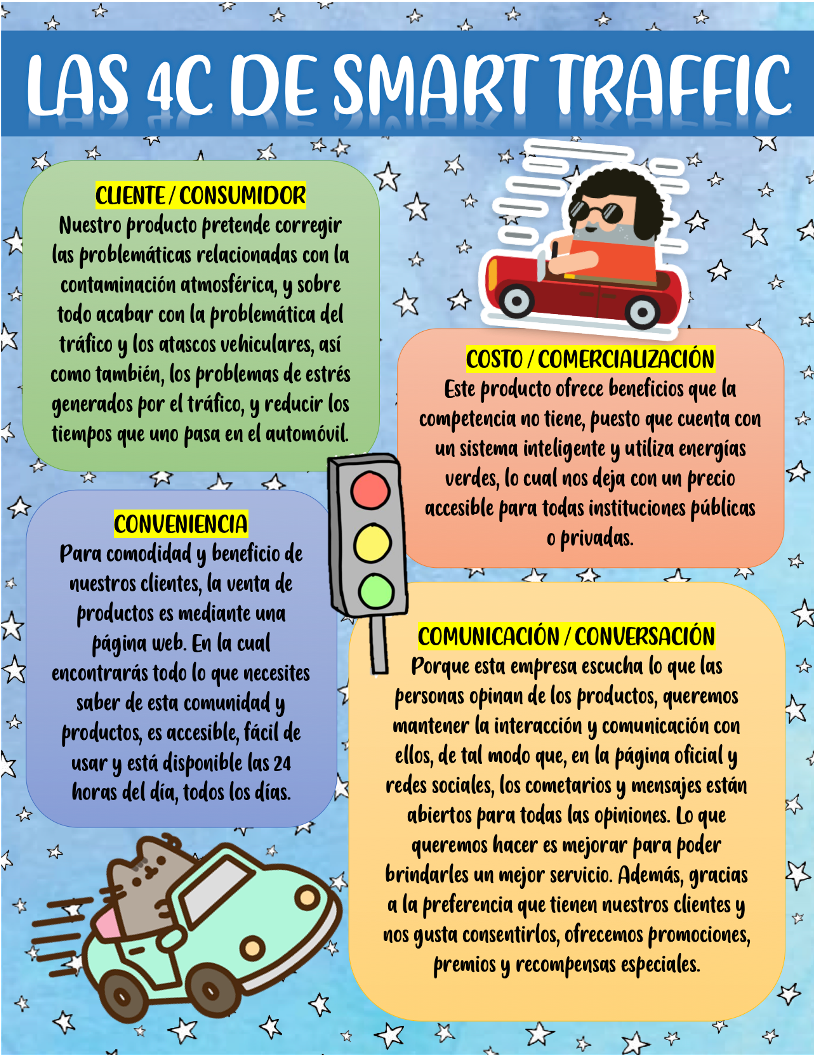 LAS 4C DE SMART TRAFFIC
CLIENTE / CONSUMIDOR
Nuestro producto pretende corregir
las problemáticas relacionadas con la
contaminación atmosférica, y sobre
todo acabar con la problemática del
tráfico y los atascos vehiculares, así
como también, los problemas de estrés
generados por el tráfico, y reducir los
tiempos que uno pasa en el automóvil.
COSTO / COMERCIALIZACIÓN
Este producto ofrece beneficios que la
competencia no tiene, puesto que cuenta con
un sistema inteligente y utiliza energías
verdes, lo cual nos deja con un precio
accesible para todas instituciones públicas
o privadas.
CONVENIENCIA
Para comodidad y beneficio de
nuestros clientes, la venta de
productos es mediante una
página web. En la cual
encontrarás todo lo que necesites
saber de esta comunidad y
productos, es accesible, fácil de
usar y está disponible las 24
horas del día, todos los días.
COMUNICACIÓN / CONVERSACIÓN
Porque esta empresa escucha lo que las
personas opinan de los productos, queremos
mantener la interacción y comunicación con
ellos, de tal modo que, en la página oficial y
redes sociales, los cometarios y mensajes están
abiertos para todas las opiniones. Lo que
queremos hacer es mejorar para poder
brindarles un mejor servicio. Además, gracias
a la preferencia que tienen nuestros clientes y
nos gusta consentirlos, ofrecemos promociones,
premios y recompensas especiales.